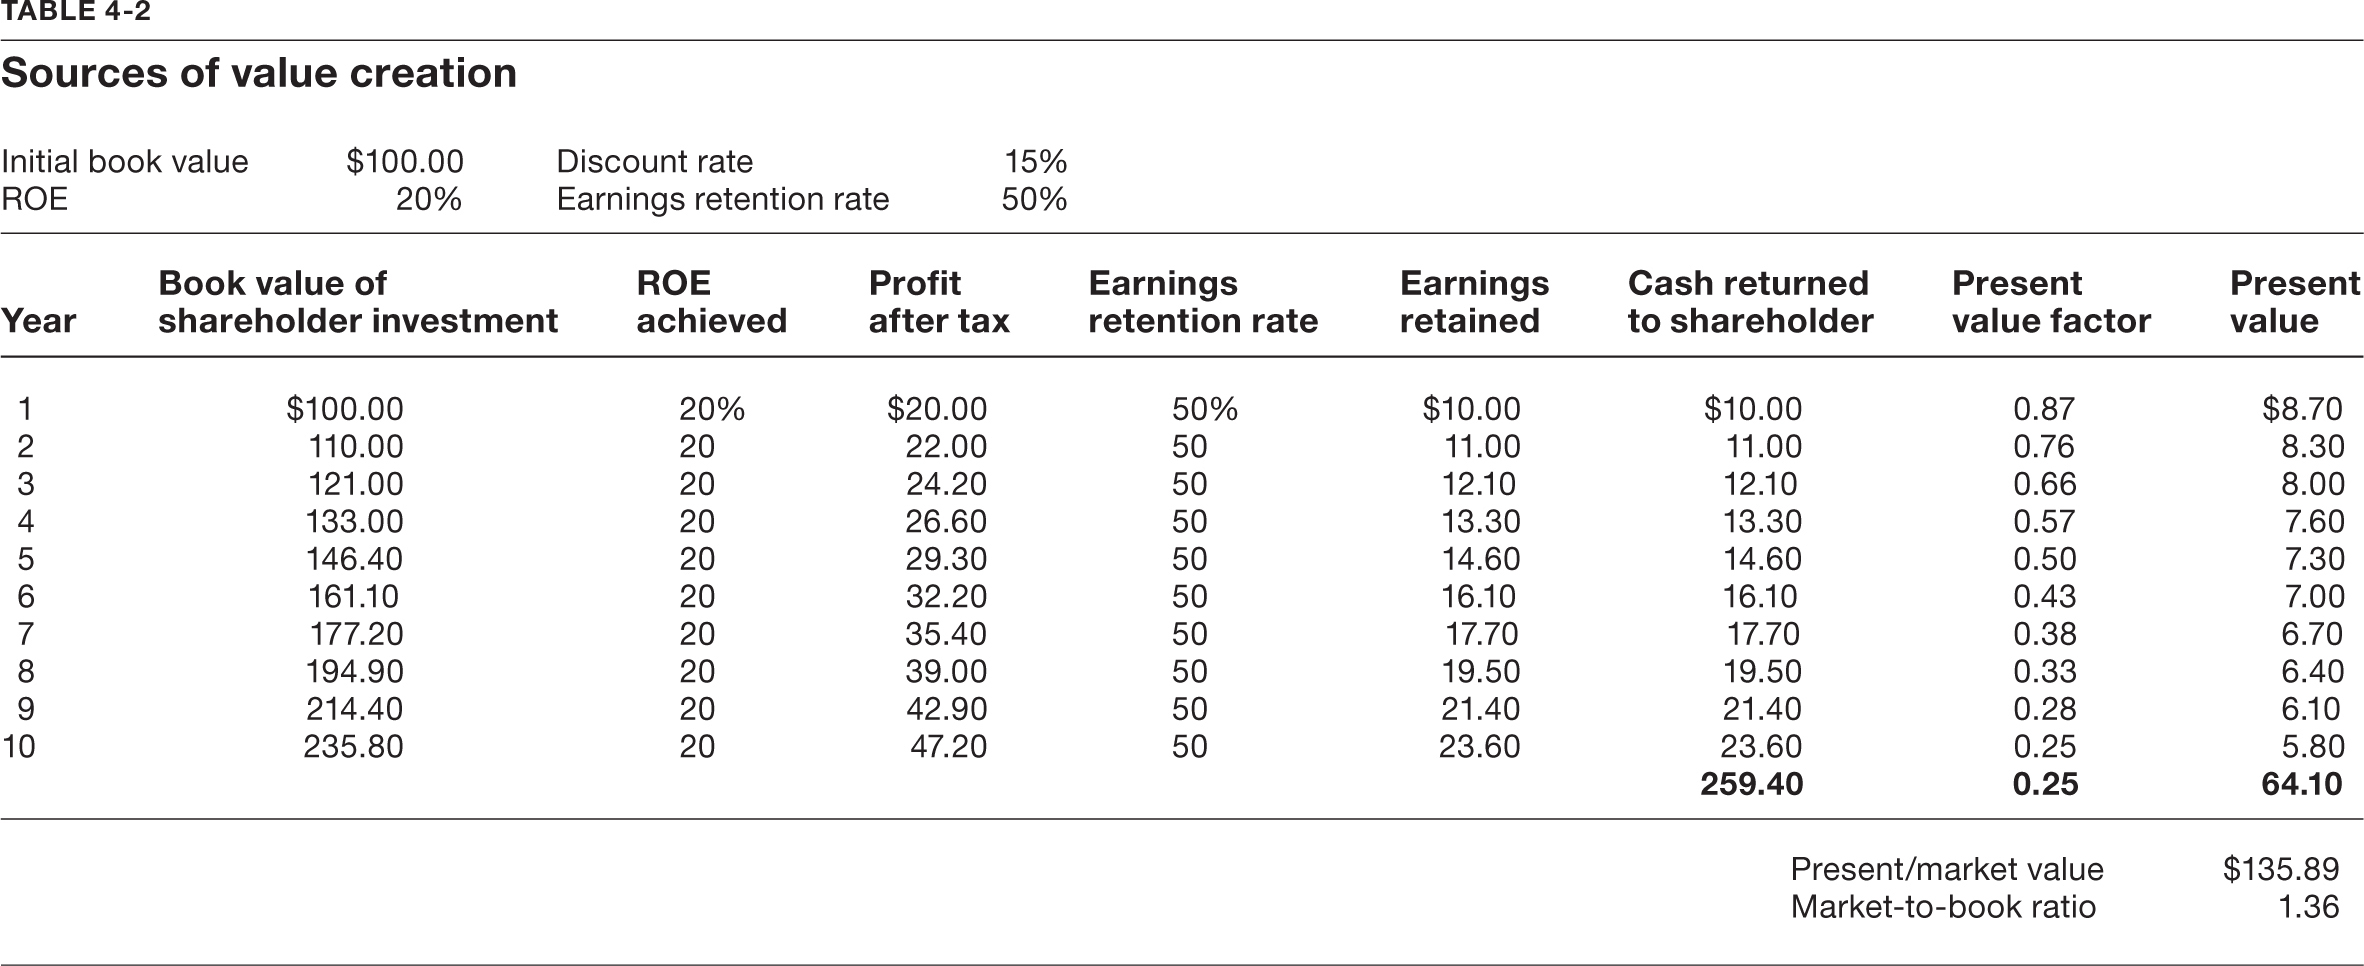 TABLE 4-2
Sources of value creation
Initial book value $100.00 Discount rate 15%
ROE 20% Earnings retention rate 50%
Book value of ROE Profit Earnings Earnings Cash returned Present Present
Year shareholder investment achieved after tax retention rate retained to shareholder value factor value
1 $100.00 20% $20.00 50% $10.00 $10.00 0.87 $8.70
2 110.00 20 22.00 50 11.00 11.00 0.76 8.30
3 121.00 20 24.20 50 12.10 12.10 0.66 8.00
4 133.00 20 26.60 50 13.30 13.30 0.57 7.60
5 146.40 20 29.30 50 14.60 14.60 0.50 7.30
6 161.10 20 32.20 50 16.10 16.10 0.43 7.00
7 177.20 20 35.40 50 17.70 17.70 0.38 6.70
8 194.90 20 39.00 50 19.50 19.50 0.33 6.40
9 214.40 20 42.90 50 21.40 21.40 0.28 6.10
10 235.80 20 47.20 50 23.60 23.60 0.25 5.80
259.40 0.25 64.10
Present/market value $135.89
Market-to-book ratio 1.36